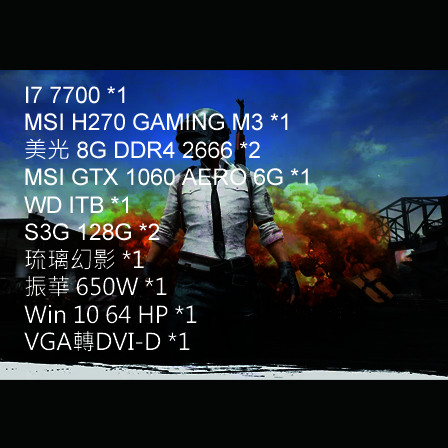 I7 7700 *1
MSI H270 GAMING M3 *1
美光 8G DDR4 2666 *2
MSI GTX 1060 AERO 6G *1
WD ITB *1
S3G 128G *2
琉璃幻影 *1
振華 650W *1
Win 10 64 HP *1
VGA轉DVI-D *1